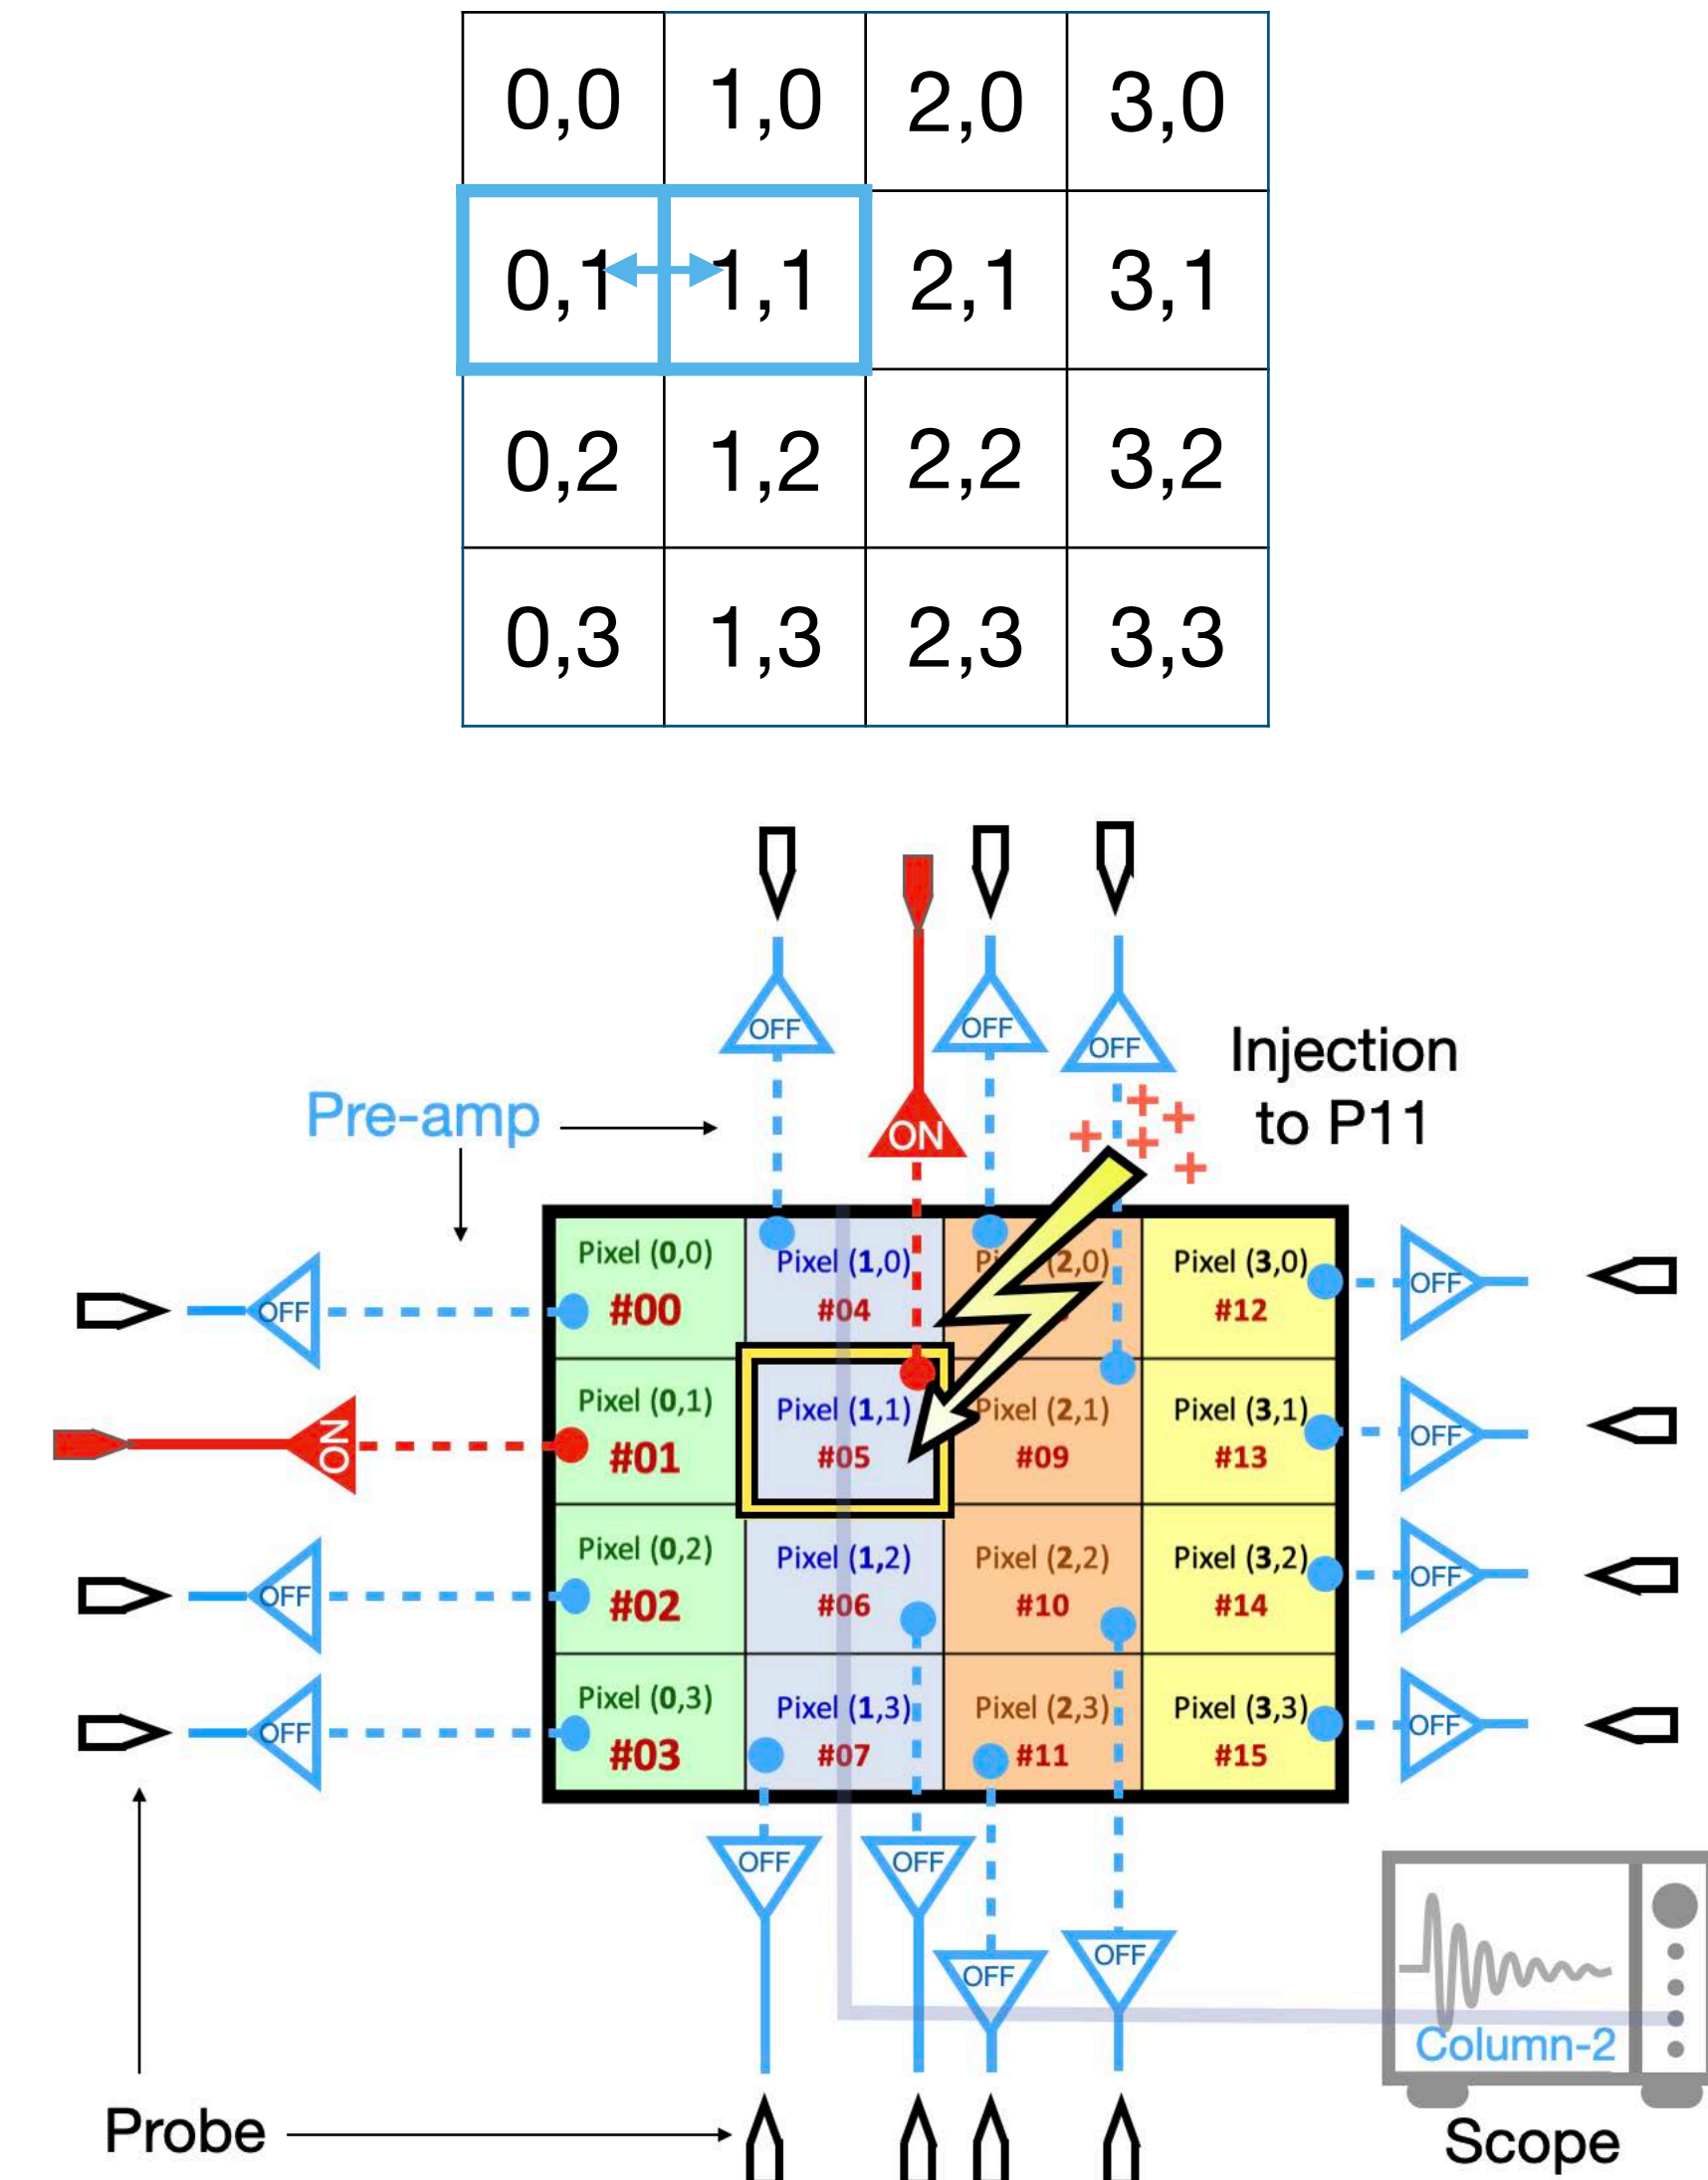 0,0 1,0 2,0 3,0
0,1 1,1 2,1 3,1
0,2 1,2 2,2 3,2
0,3 1,3 2,3 3,3
OFF OFF OFF
Injection
to P11
Pre-amp
ON
Pixel (0,0) Pixel (1,0) (2,0) Pixel (3,0)
#00 #04 #12
OFF OFF
Pixel (0,1) Pixel (1,1) Pixel (2,1) Pixel (3,1)
#01 #05 #09 #13
ON OFF
Pixel (0,2) Pixel (1,2) Pixel (2,2) Pixel (3,2)
#02 #06 #10 #14
OFF OFF
Pixel (0,3) Pixel (1,3) Pixel (2,3) Pixel (3,3)
#03 #07 #11 #15
OFF OFF
OFF OFF OFF OFF
Column-2
Probe
Scope